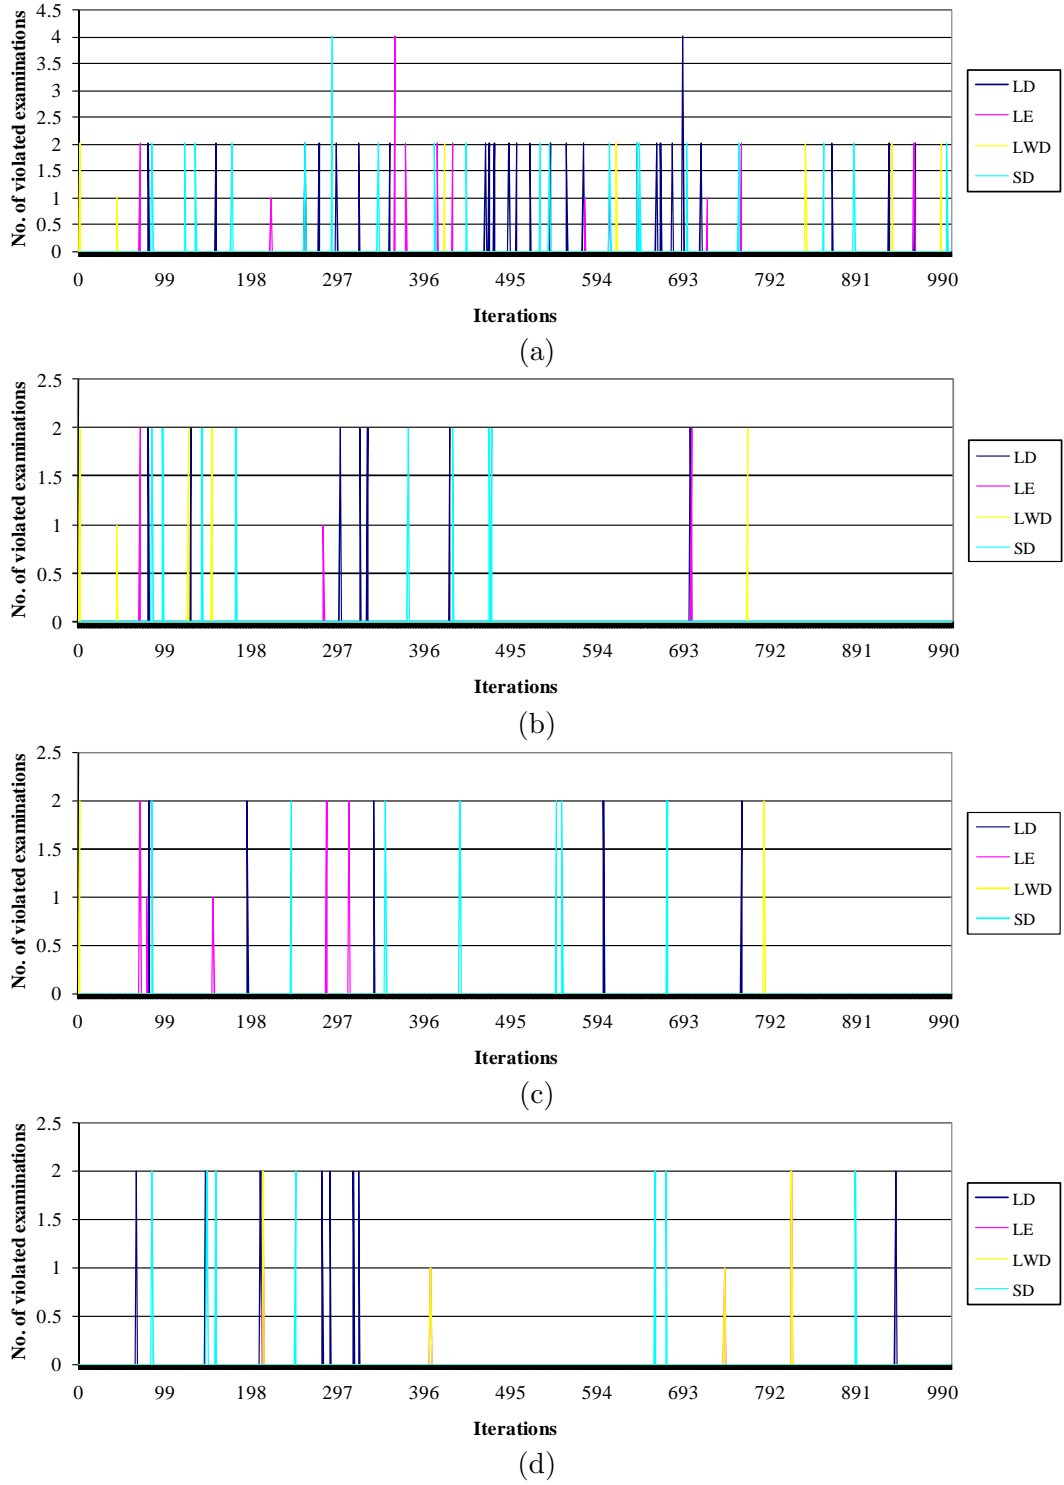 No. of violated examinations
4.5
4
3.5
3
2.5
2
1.5
1
0.5
0
0 99 198 297 396 495 594 693 792 891 990
Iterations
LD
LE
LWD
SD
(a)
No. of violated examinations
2.5
2
1.5
1
0.5
0
0 99 198 297 396 495 594 693 792 891 990
Iterations
LD
LE
LWD
SD
(b)
No. of violated examinations
2.5
2
1.5
1
0.5
0
0 99 198 297 396 495 594 693 792 891 990
Iterations
LD
LE
LWD
SD
(c)
No. of violated examinations
2.5
2
1.5
1
0.5
0
0 99 198 297 396 495 594 693 792 891 990
Iterations
LD
LE
LWD
SD
(d)